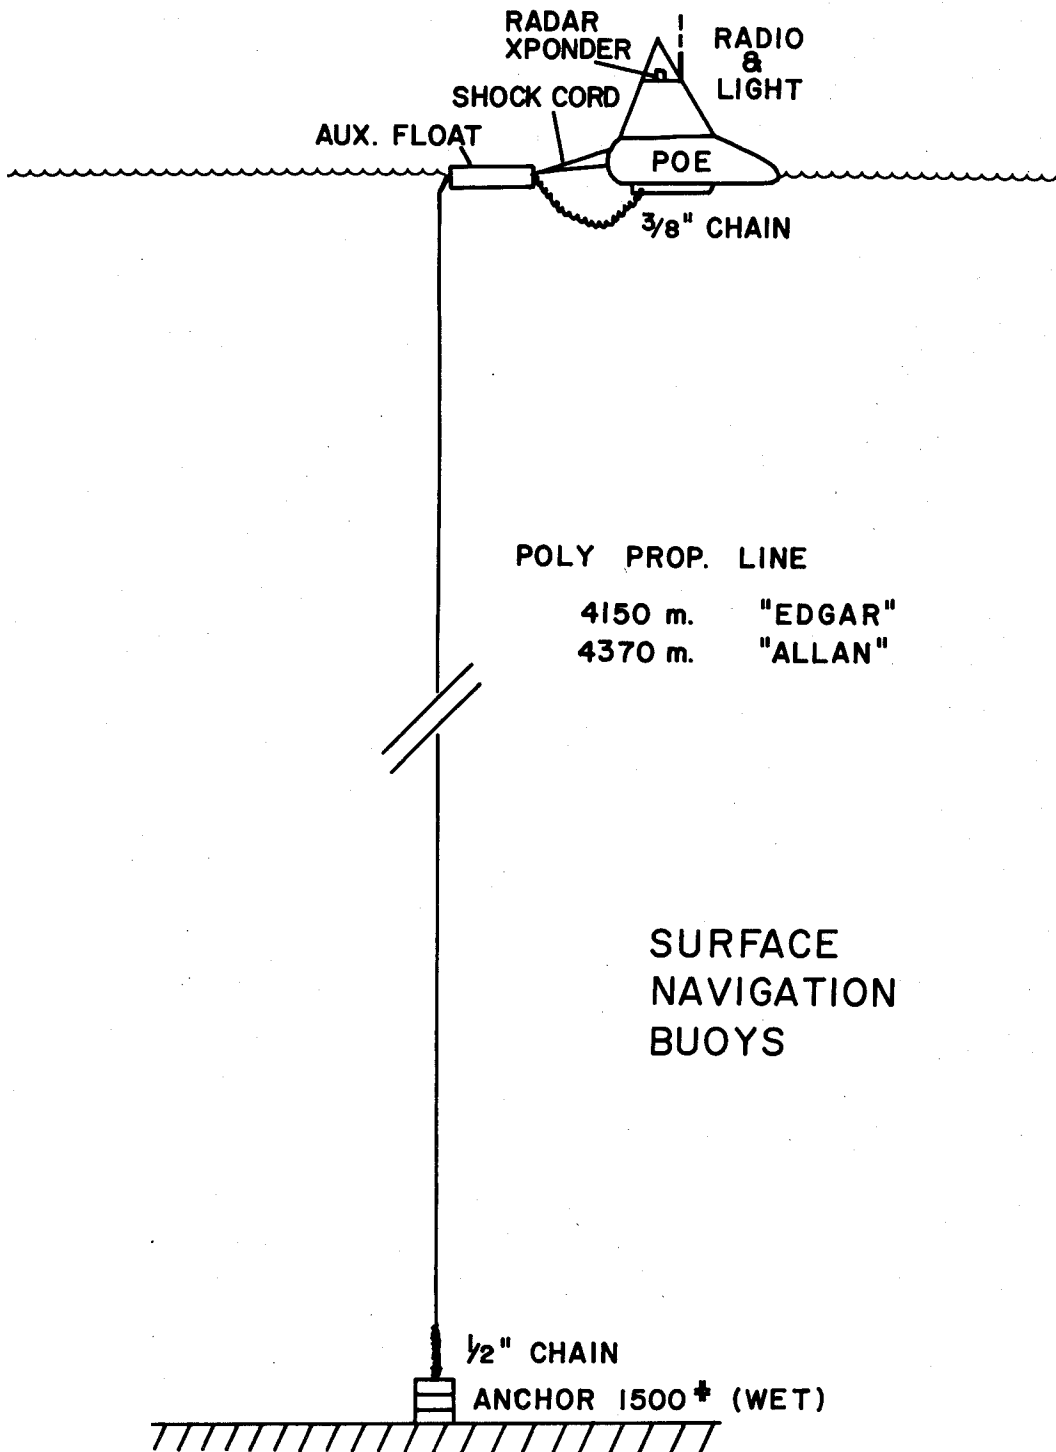 RADAR
XPONDER
RADIO
&
LIGHT
SHOCK CORD
AUX. FLOAT
POE
3/8" CHAIN
POLY PROP. LINE
4150 m. "EDGAR"
4370 m. "ALLAN"
SURFACE
NAVIGATION
BUOYS
1/2" CHAIN
ANCHOR 1500# (WET)